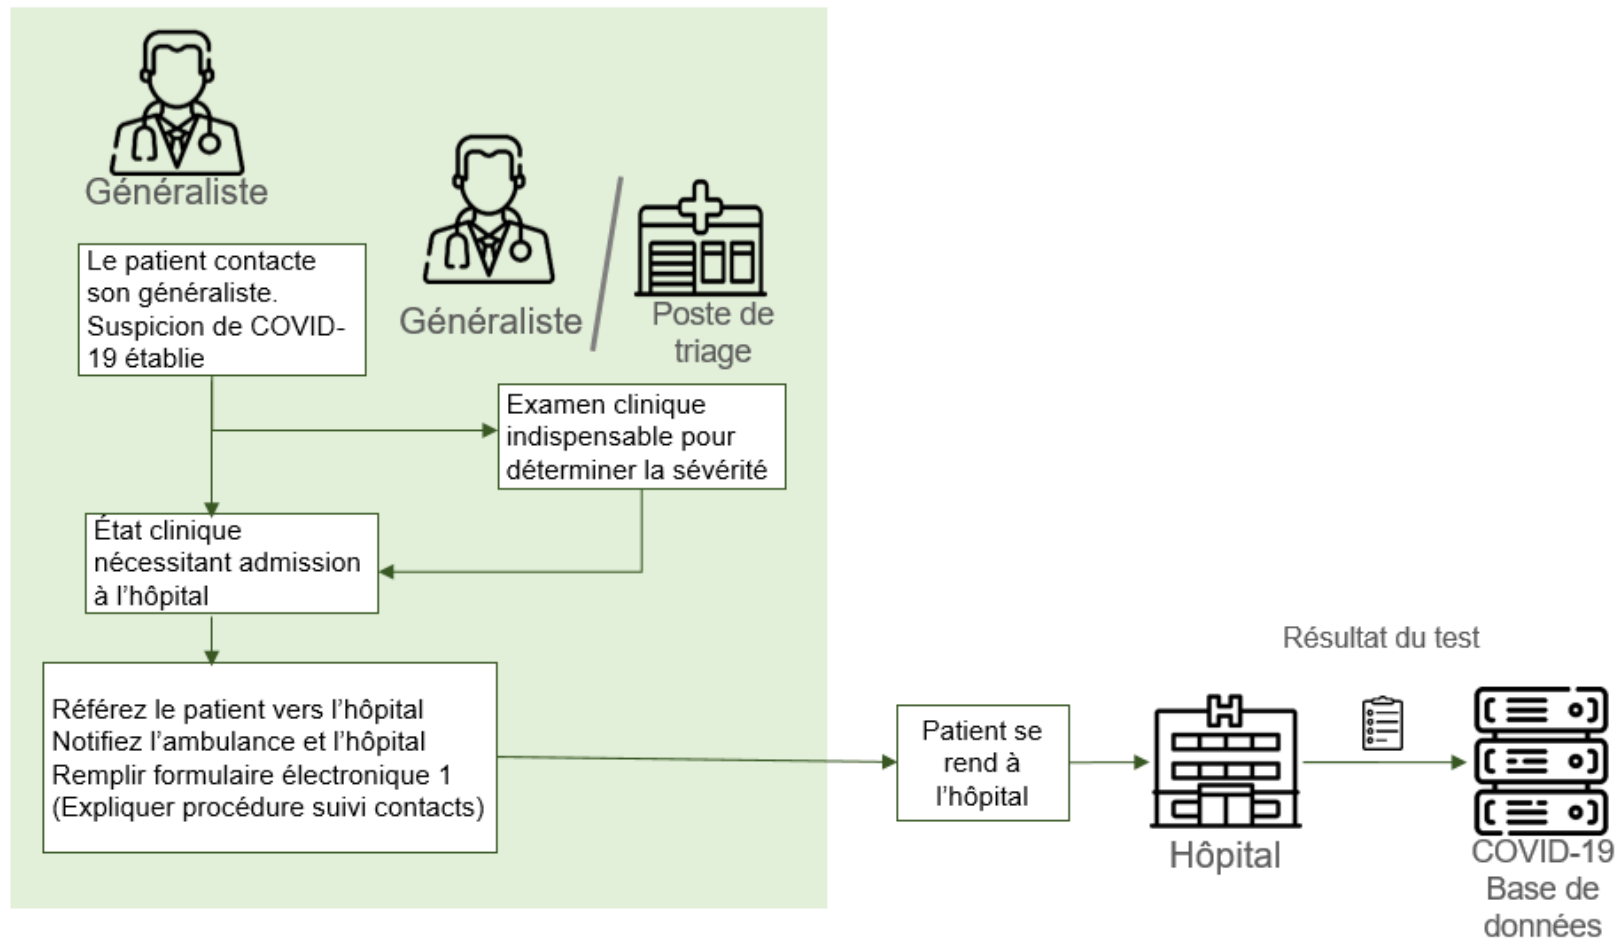 Généraliste
Le patient contacte
son généraliste.
Suspicion de COVID-
19 établie
Généraliste
Poste de
triage
Examen clinique
indispensable pour
déterminer la sévérité
État clinique
nécessitant admission
à l’hôpital
Référez le patient vers l’hôpital
Notifiez l’ambulance et l’hôpital
Remplir formulaire électronique 1
(Expliquer procédure suivi contacts)
Patient se
rend à
l’hôpital
H
Hôpital
Résultat du test
COVID-19
Base de
données